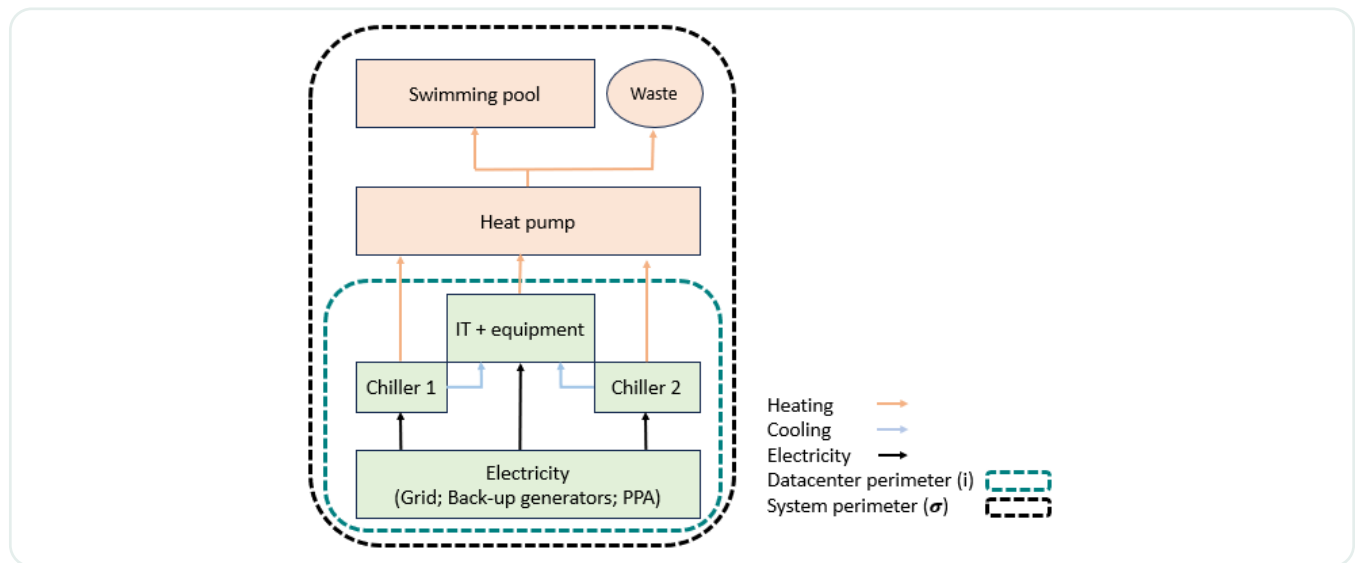 Swimming pool
Waste
Heat pump
IT + equipment
Chiller 1
Chiller 2
Electricity
(Grid; Back-up generators; PPA)
Heating
Cooling
Electricity
Datacenter perimeter (i)
System perimeter (σ)